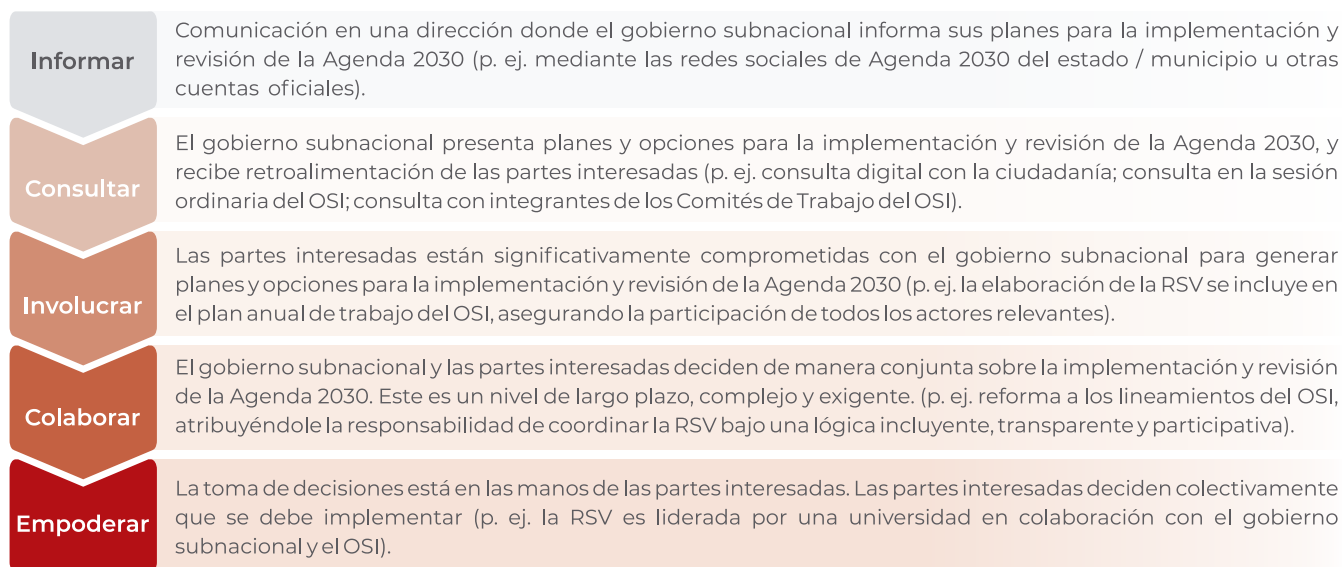 Informar
Comunicación en una dirección donde el gobierno subnacional informa sus planes para la implementación y
revisión de la Agenda 2030 (p. ej. mediante las redes sociales de Agenda 2030 del estado / municipio u otras
cuentas oficiales).
Consultar
El gobierno subnacional presenta planes y opciones para la implementación y revisión de la Agenda 2030, y
recibe retroalimentación de las partes interesadas (p. ej. consulta digital con la ciudadanía; consulta en la sesión
ordinaria del OSI; consulta con integrantes de los Comités de Trabajo del OSI).
Involucrar
Las partes interesadas están significativamente comprometidas con el gobierno subnacional para generar
planes y opciones para la implementación y revisión de la Agenda 2030 (p. ej. la elaboración de la RSV se incluye en
el plan anual de trabajo del OSI, asegurando la participación de todos los actores relevantes).
Colaborar
El gobierno subnacional y las partes interesadas deciden de manera conjunta sobre la implementación y revisión
de la Agenda 2030. Este es un nivel de largo plazo, complejo y exigente. (p. ej. reforma a los lineamientos del OSI,
atribuyéndole la responsabilidad de coordinar la RSV bajo una lógica incluyente, transparente y participativa).
Empoderar
La toma de decisiones está en las manos de las partes interesadas. Las partes interesadas deciden colectivamente
que se debe implementar (p. ej. la RSV es liderada por una universidad en colaboración con el gobierno
subnacional y el OSI).